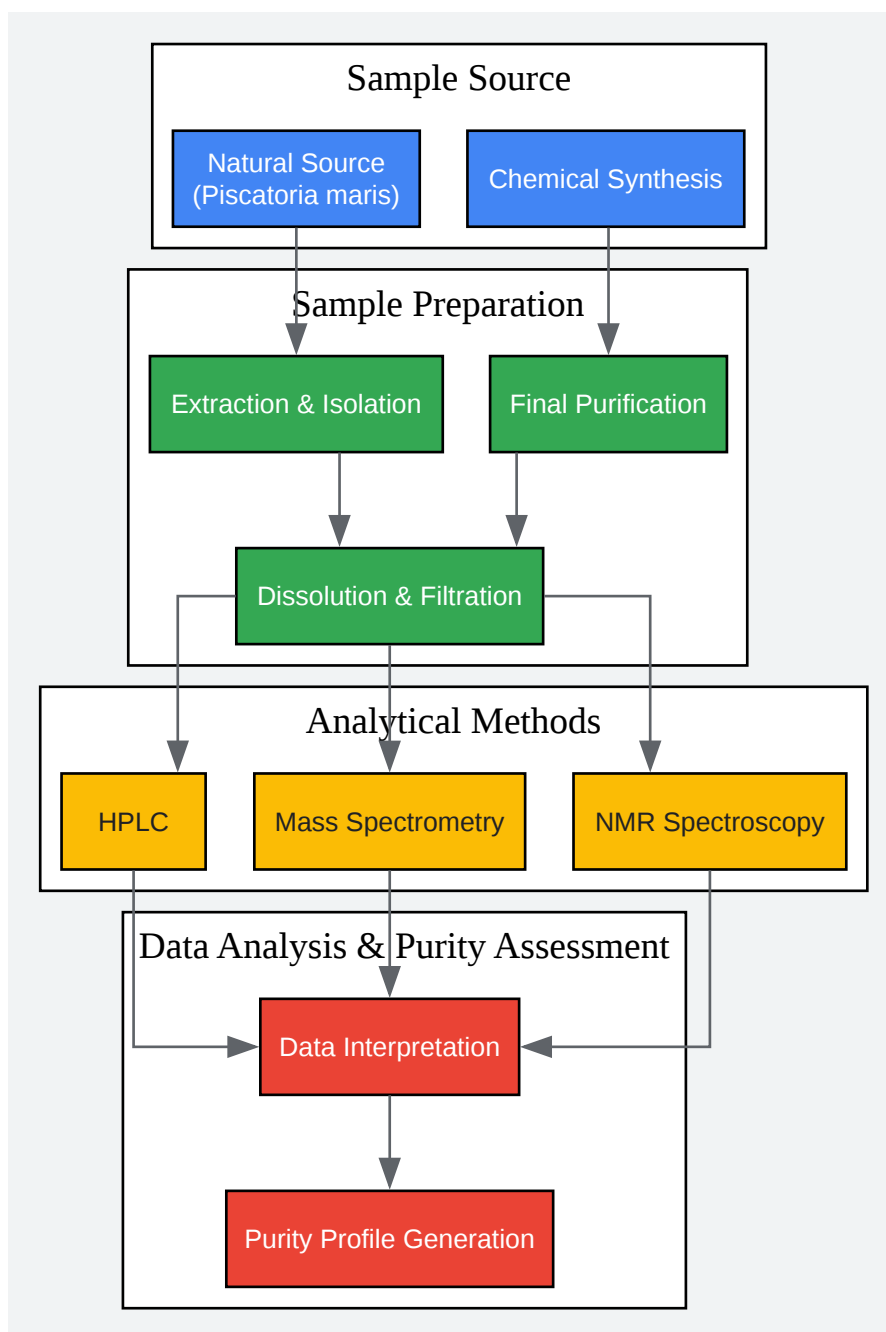 Sample Source
Natural Source
(Piscatoria maris)
Chemical Synthesis
Sample Preparation
Extraction & Isolation
Final Purification
Dissolution & Filtration
Analytical Methods
HPLC
Mass Spectrometry
NMR Spectroscopy
Data Analysis & Purity Assessment
Data Interpretation
Purity Profile Generation